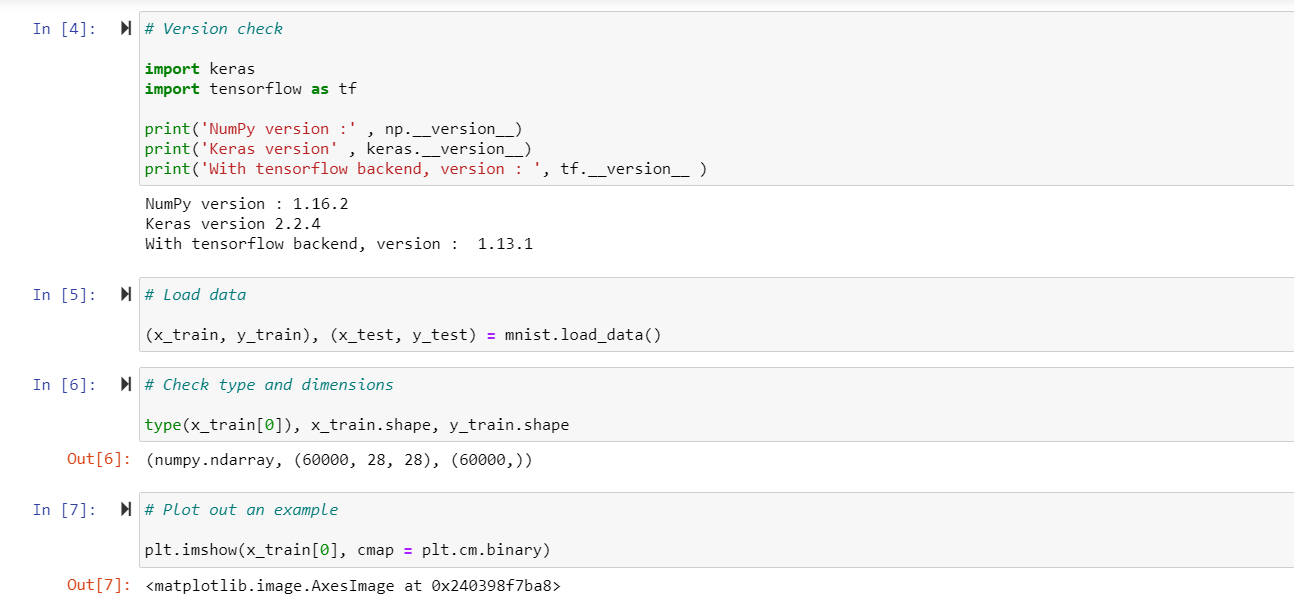 In [4]: # Version check
import keras
import tensorflow as tf
print('NumPy version :' , np.__version__)
print('Keras version' , keras.__version__)
print('With tensorflow backend, version : ', tf.__version__ )
NumPy version : 1.16.2
Keras version 2.2.4
With tensorflow backend, version :  1.13.1
In [5]: # Load data
(x_train, y_train), (x_test, y_test) = mnist.load_data()
In [6]: # Check type and dimensions
type(x_train[0]), x_train.shape, y_train.shape
Out[6]: (numpy.ndarray, (60000, 28, 28), (60000,))
In [7]: # Plot out an example
plt.imshow(x_train[0], cmap = plt.cm.binary)
Out[7]: <matplotlib.image.AxesImage at 0x240398f7ba8>